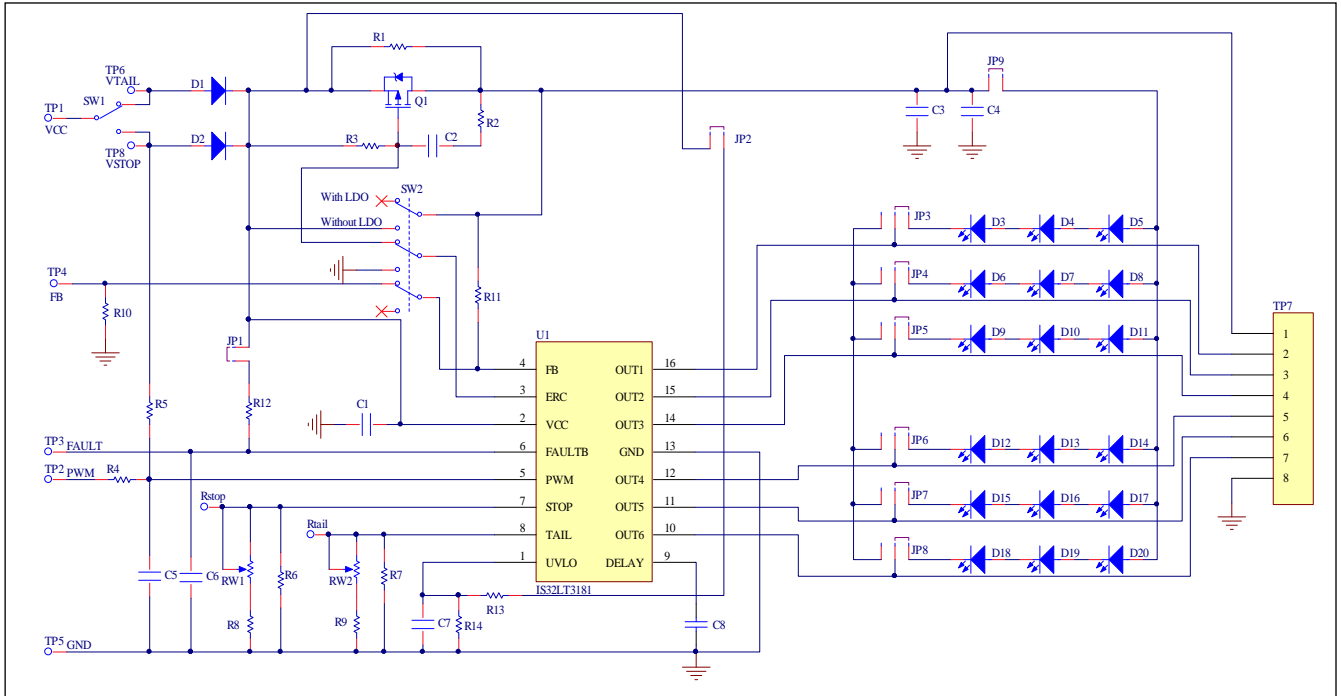 R1
TP6
VTAIL
D1
JP9
SW1
TP1
VCC
Q1
R2
C3
C4
D2
R3
C2
JP2
TP8
VSTOP
With LDO
SW2
Without LDO
JP3
D3
D4
D5
TP4
FB
R10
R11
JP4
D6
D7
D8
JP5
D9
D10
D11
TP7
1
2
3
4
5
6
7
8
JP1
U1
R5
R12
C1
4
FB
OUT1
16
3
ERC
OUT2
15
2
VCC
OUT3
14
6
FAULTB
GND
13
5
PWM
OUT4
12
7
STOP
OUT5
11
8
TAIL
OUT6
10
1
UVLO
DELAY
9
IS32LT3181
JP6
D12
D13
D14
JP7
D15
D16
D17
JP8
D18
D19
D20
TP3 FAULT
TP2 PWM
R4
Rstop
Rtail
C5
C6
RW1
R6
RW2
R7
R8
R9
C7
R14
R13
C8
TP5 GND